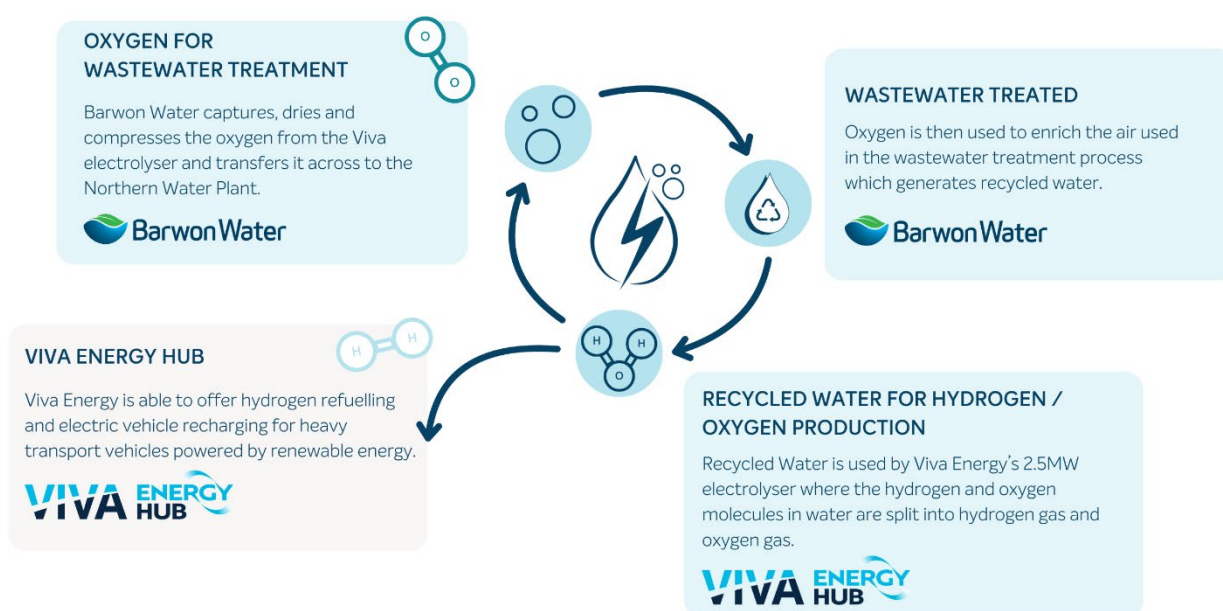 OXYGEN FOR
WASTEWATER TREATMENT
O
O
Barwon Water captures, dries and
compresses the oxygen from the Viva
electrolyser and transfers it across to the
Northern Water Plant.
Barwon Water
WASTEWATER TREATED
Oxygen is then used to enrich the air used
in the wastewater treatment process
which generates recycled water.
Barwon Water
H H
O
VIVA ENERGY HUB
H H
Viva Energy is able to offer hydrogen refuelling
and electric vehicle recharging for heavy
transport vehicles powered by renewable energy.
VIVA ENERGY
HUB
RECYCLED WATER FOR HYDROGEN /
OXYGEN PRODUCTION
Recycled Water is used by Viva Energy's 2.5MW
electrolyser where the hydrogen and oxygen
molecules in water are split into hydrogen gas and
oxygen gas.
VIVA ENERGY
HUB